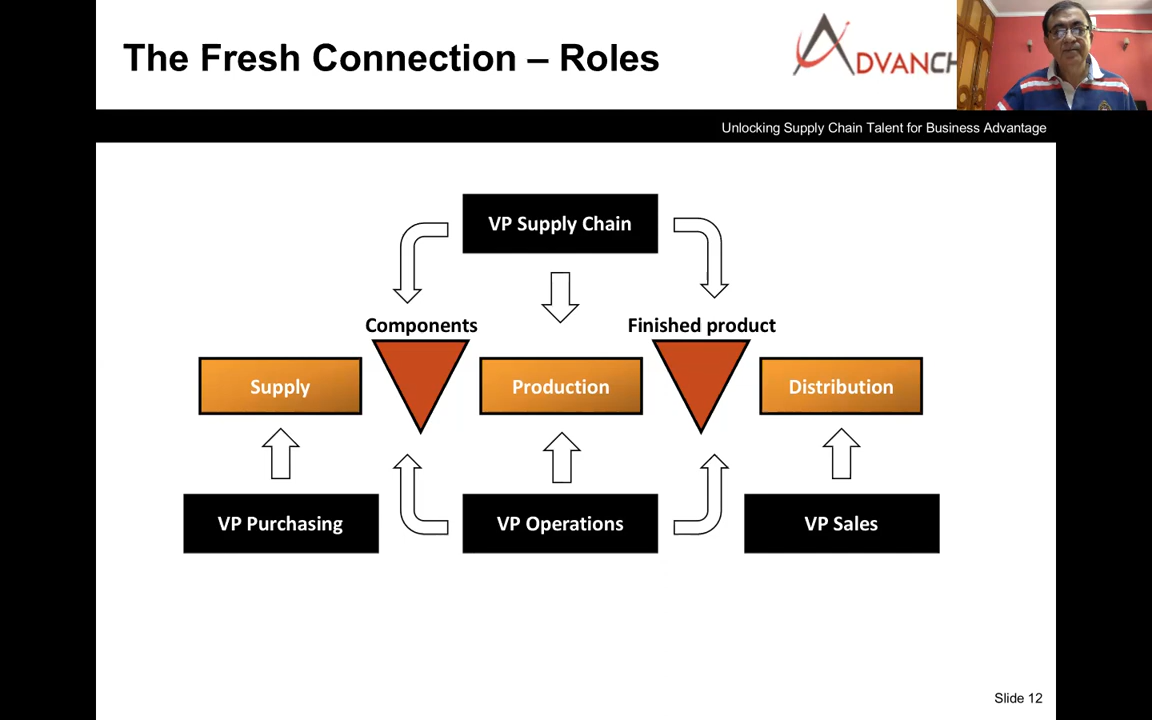 The Fresh Connection – Roles
ADVANCH
Unlocking Supply Chain Talent for Business Advantage
VP Supply Chain
Components
Finished product
Supply
Production
Distribution
VP Purchasing
VP Operations
VP Sales
Slide 12